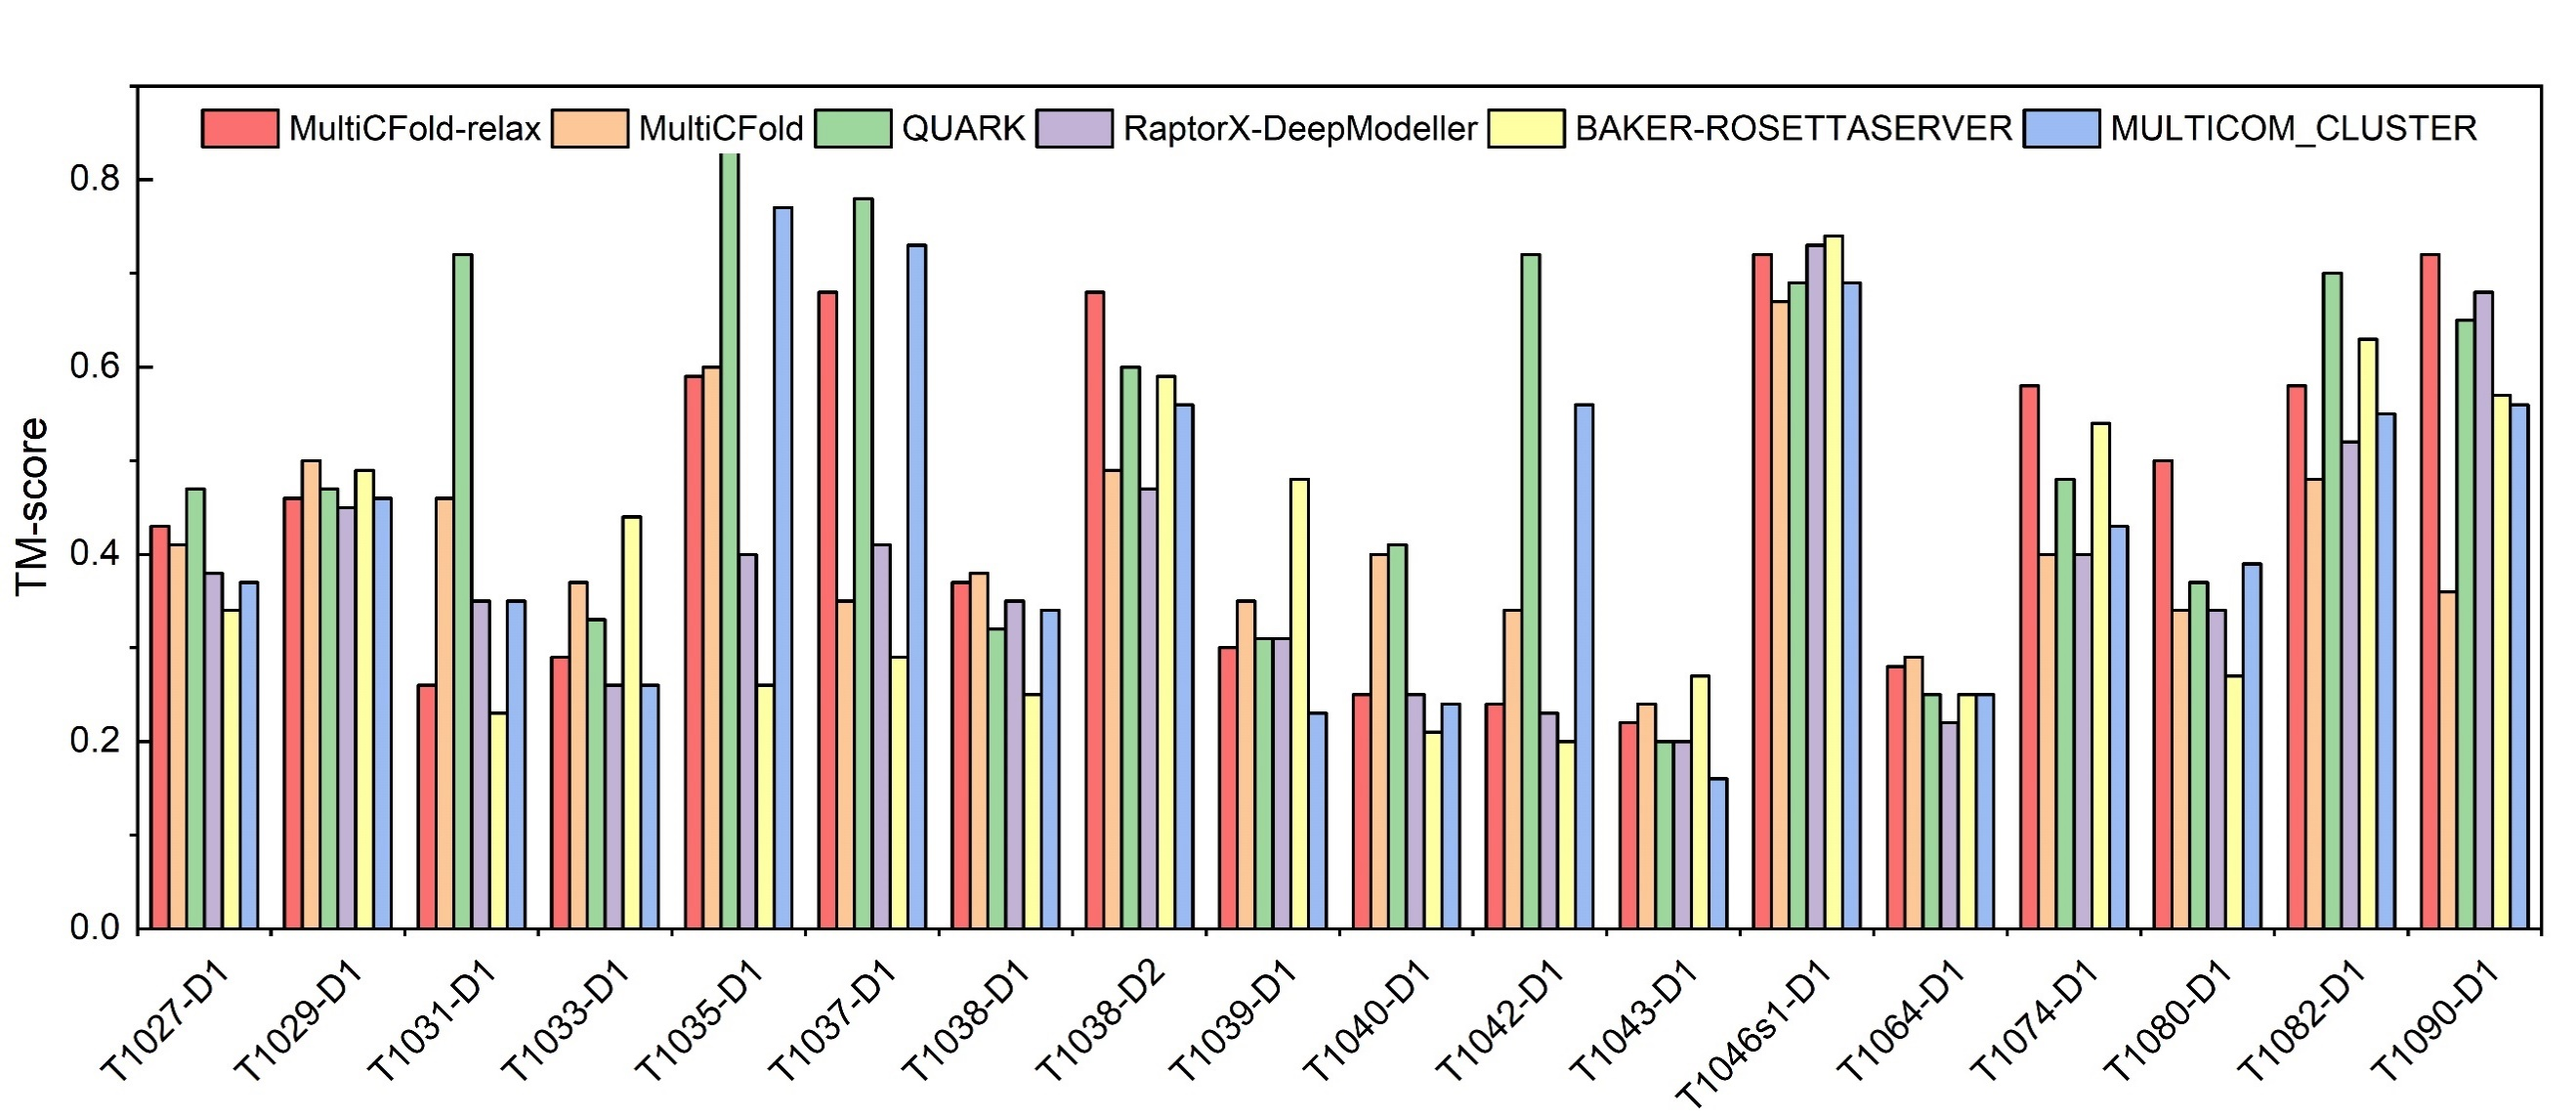 MultiCFold-relax MultiCFold QUARK RaptorX-DeepModeller BAKER-ROSETTASERVER MULTICOM_CLUSTER
TM-score
0.8
0.6
0.4
0.2
0.0
T1027-D1 T1029-D1 T1031-D1 T1033-D1 T1035-D1 T1037-D1 T1038-D1 T1038-D2 T1039-D1 T1040-D1 T1042-D1 T1043-D1 T1046s1-D1 T1064-D1 T1074-D1 T1080-D1 T1082-D1 T1090-D1